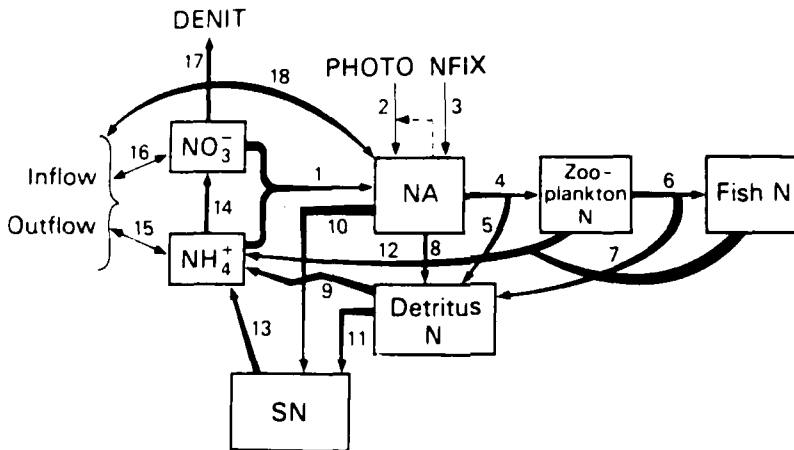 DENIT
17
18
PHOTO NFIX
2
3
NO₃⁻
16
Inflow
1
NA
4
Zoo-
plankton
N
6
Fish N
14
Outflow
15
10
5
12
8
7
NH₄⁺
9
Detritus
N
13
11
SN